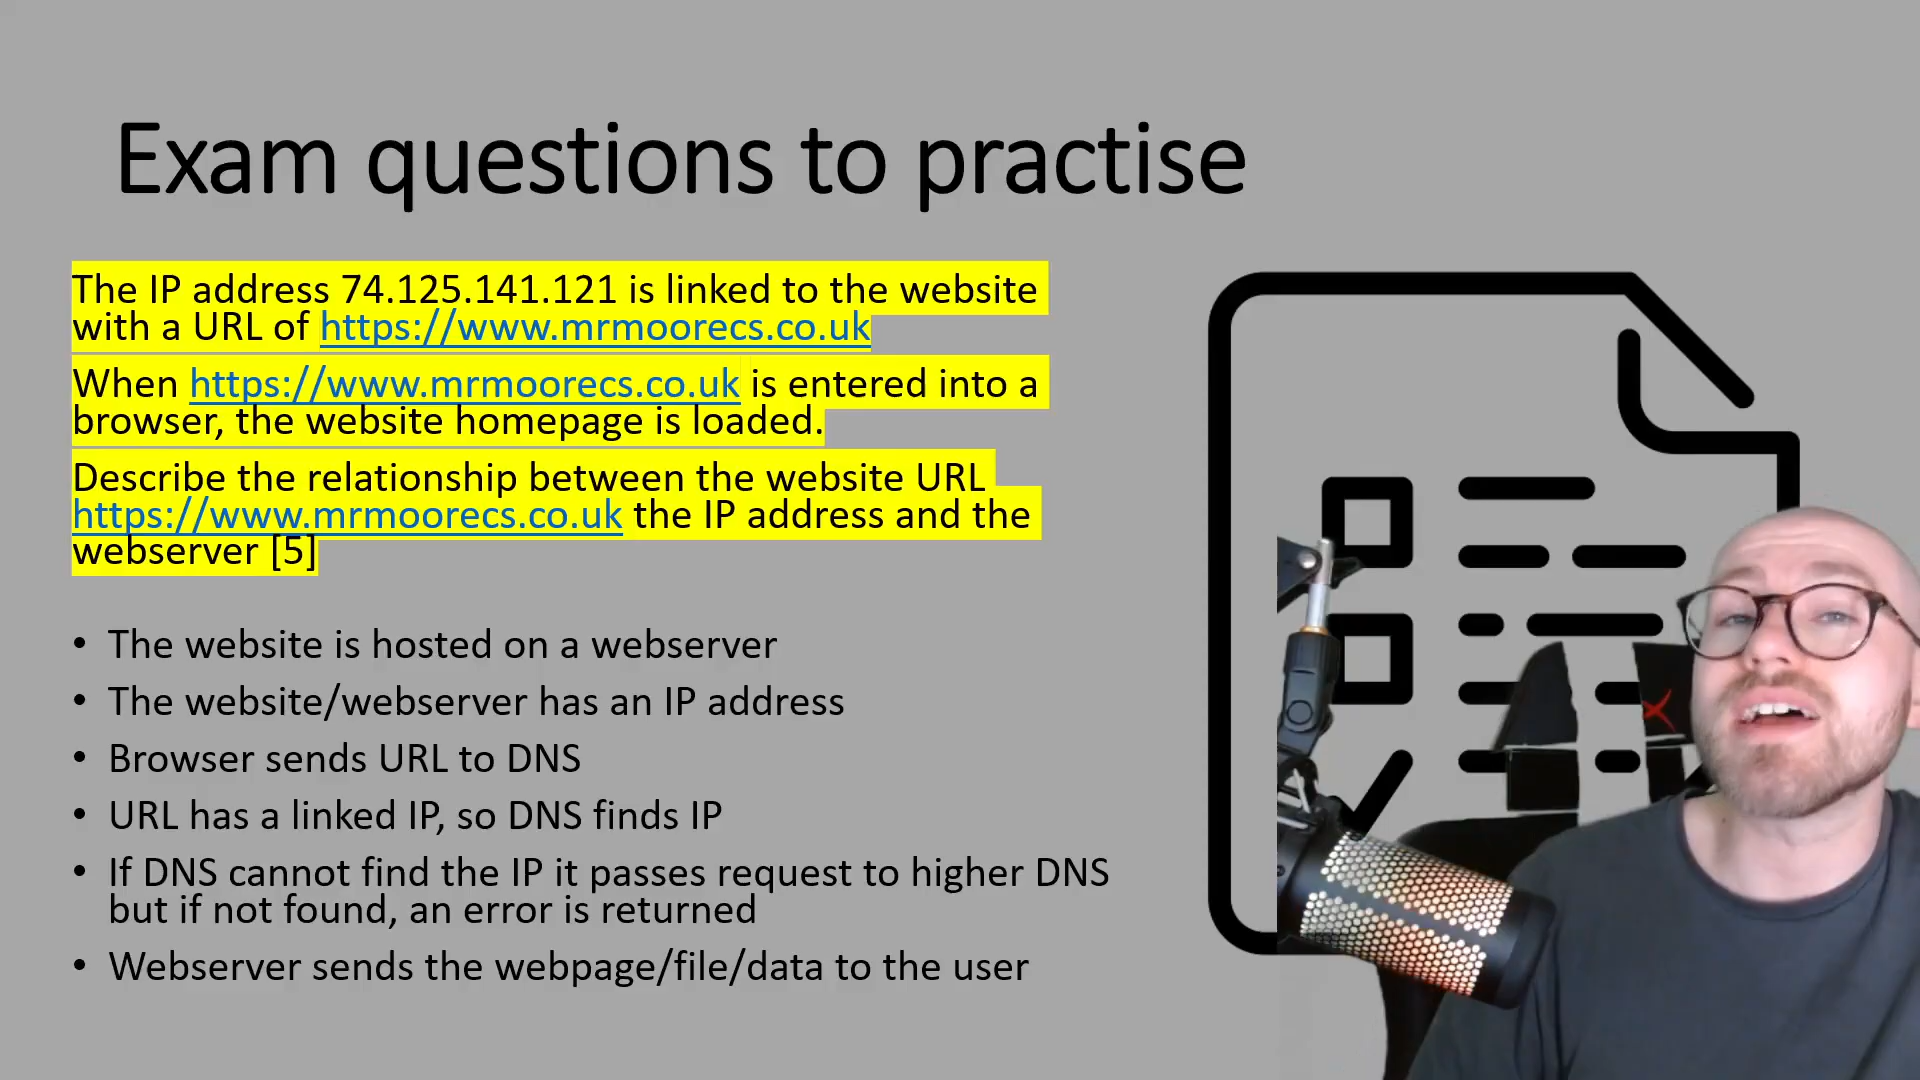 Exam questions to practise
The IP address 74.125.141.121 is linked to the website
with a URL of https://www.mrmoorecs.co.uk
When https://www.mrmoorecs.co.uk is entered into a
browser, the website homepage is loaded.
Describe the relationship between the website URL
https://www.mrmoorecs.co.uk the IP address and the
webserver [5]
• The website is hosted on a webserver
• The website/webserver has an IP address
• Browser sends URL to DNS
• URL has a linked IP, so DNS finds IP
• If DNS cannot find the IP it passes request to higher DNS
but if not found, an error is returned
• Webserver sends the webpage/file/data to the user